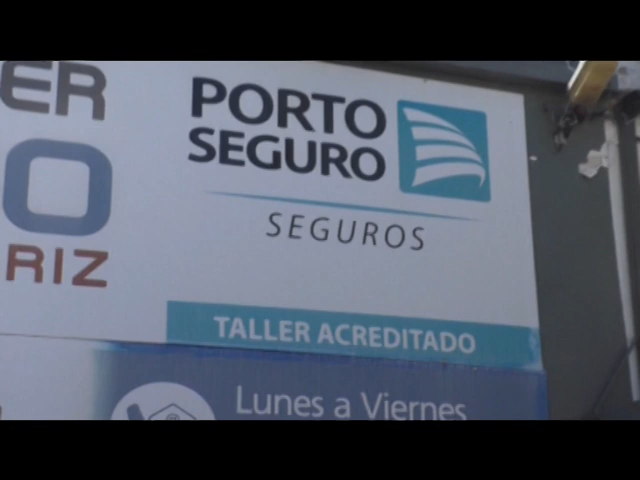 ER
PORTO
SEGURO
O
RIZ
SEGUROS
TALLER ACREDITADO
Lunes a Viernes